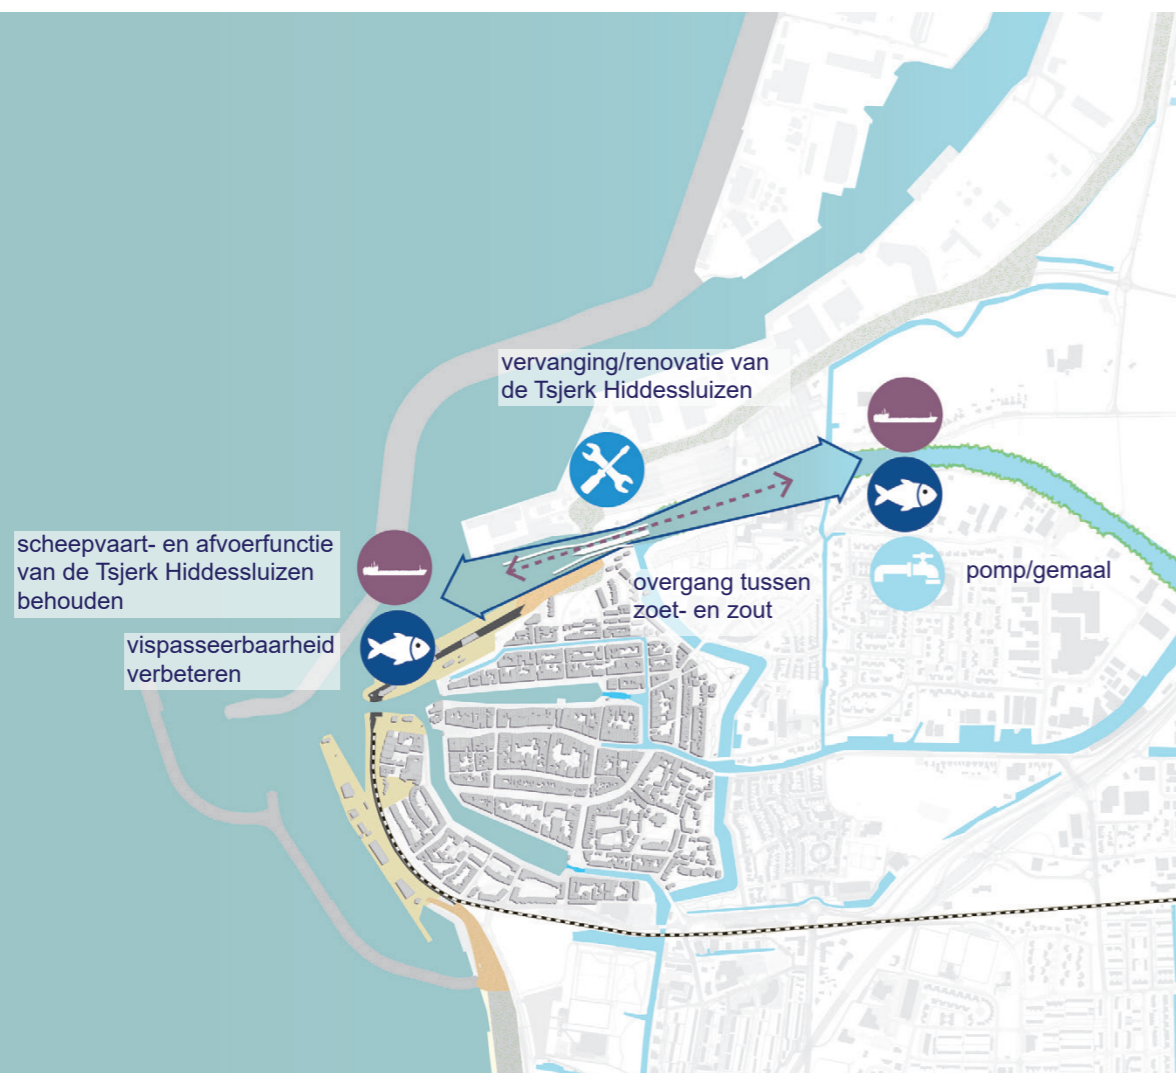 vervanging/renovatie van
de Tsjerk Hiddessluizen
scheepvaart- en afvoerfunctie
van de Tsjerk Hiddessluizen
behouden
overgang tussen
zoet- en zout
pomp/gemaal
vispasseerbaarheid
verbeteren